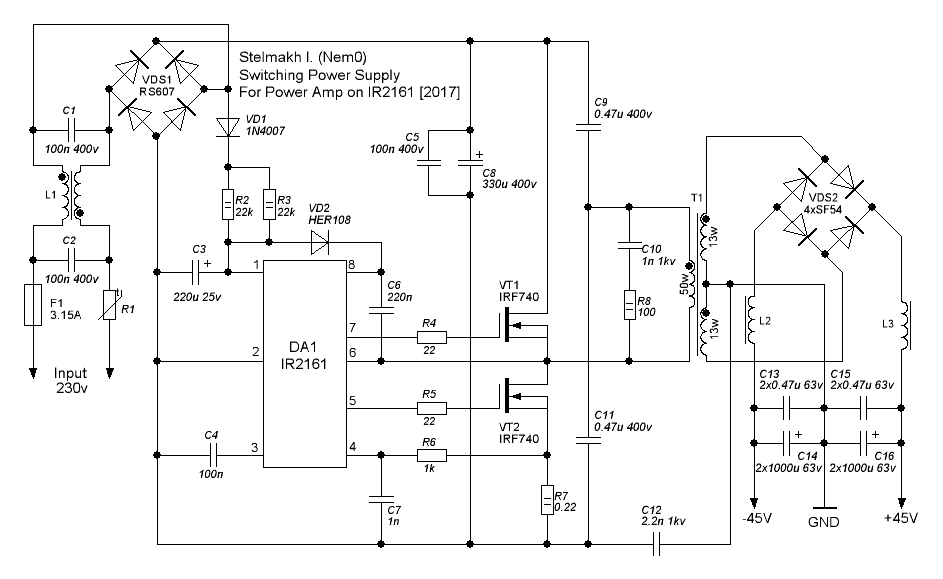 Stelmakh I. (Nem0)
Switching Power Supply
For Power Amp on IR2161 [2017]
VDS1
RS607
C1
100n 400v
L1
C2
100n 400v
F1
3.15A
t
R1
Input
230v
VD1
1N4007
R2
22k
R3
22k
VD2
HER108
C3
+
220u 25v
C4
100n
1
2
3
4
5
6
7
8
DA1
IR2161
C5
100n 400v
+
C8
330u 400v
C6
220n
R4
22
R5
22
R6
1k
C7
1n
VT1
IRF740
VT2
IRF740
R7
0.22
C9
0.47u 400v
C10
1n 1kv
R8
100
C11
0.47u 400v
C12
2.2n 1kv
T1
50w
13w
13w
VDS2
4xSF54
L2
L3
C13
2x0.47u 63v
C15
2x0.47u 63v
+
C14
2x1000u 63v
+
C16
2x1000u 63v
-45V
GND
+45V